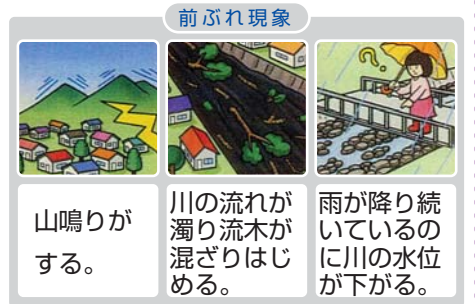 前ぶれ現象
山鳴りが
する。
川の流れが
濁り流木が
混ざりはじ
める。
雨が降り続
いているの
に川の水位
が下がる。